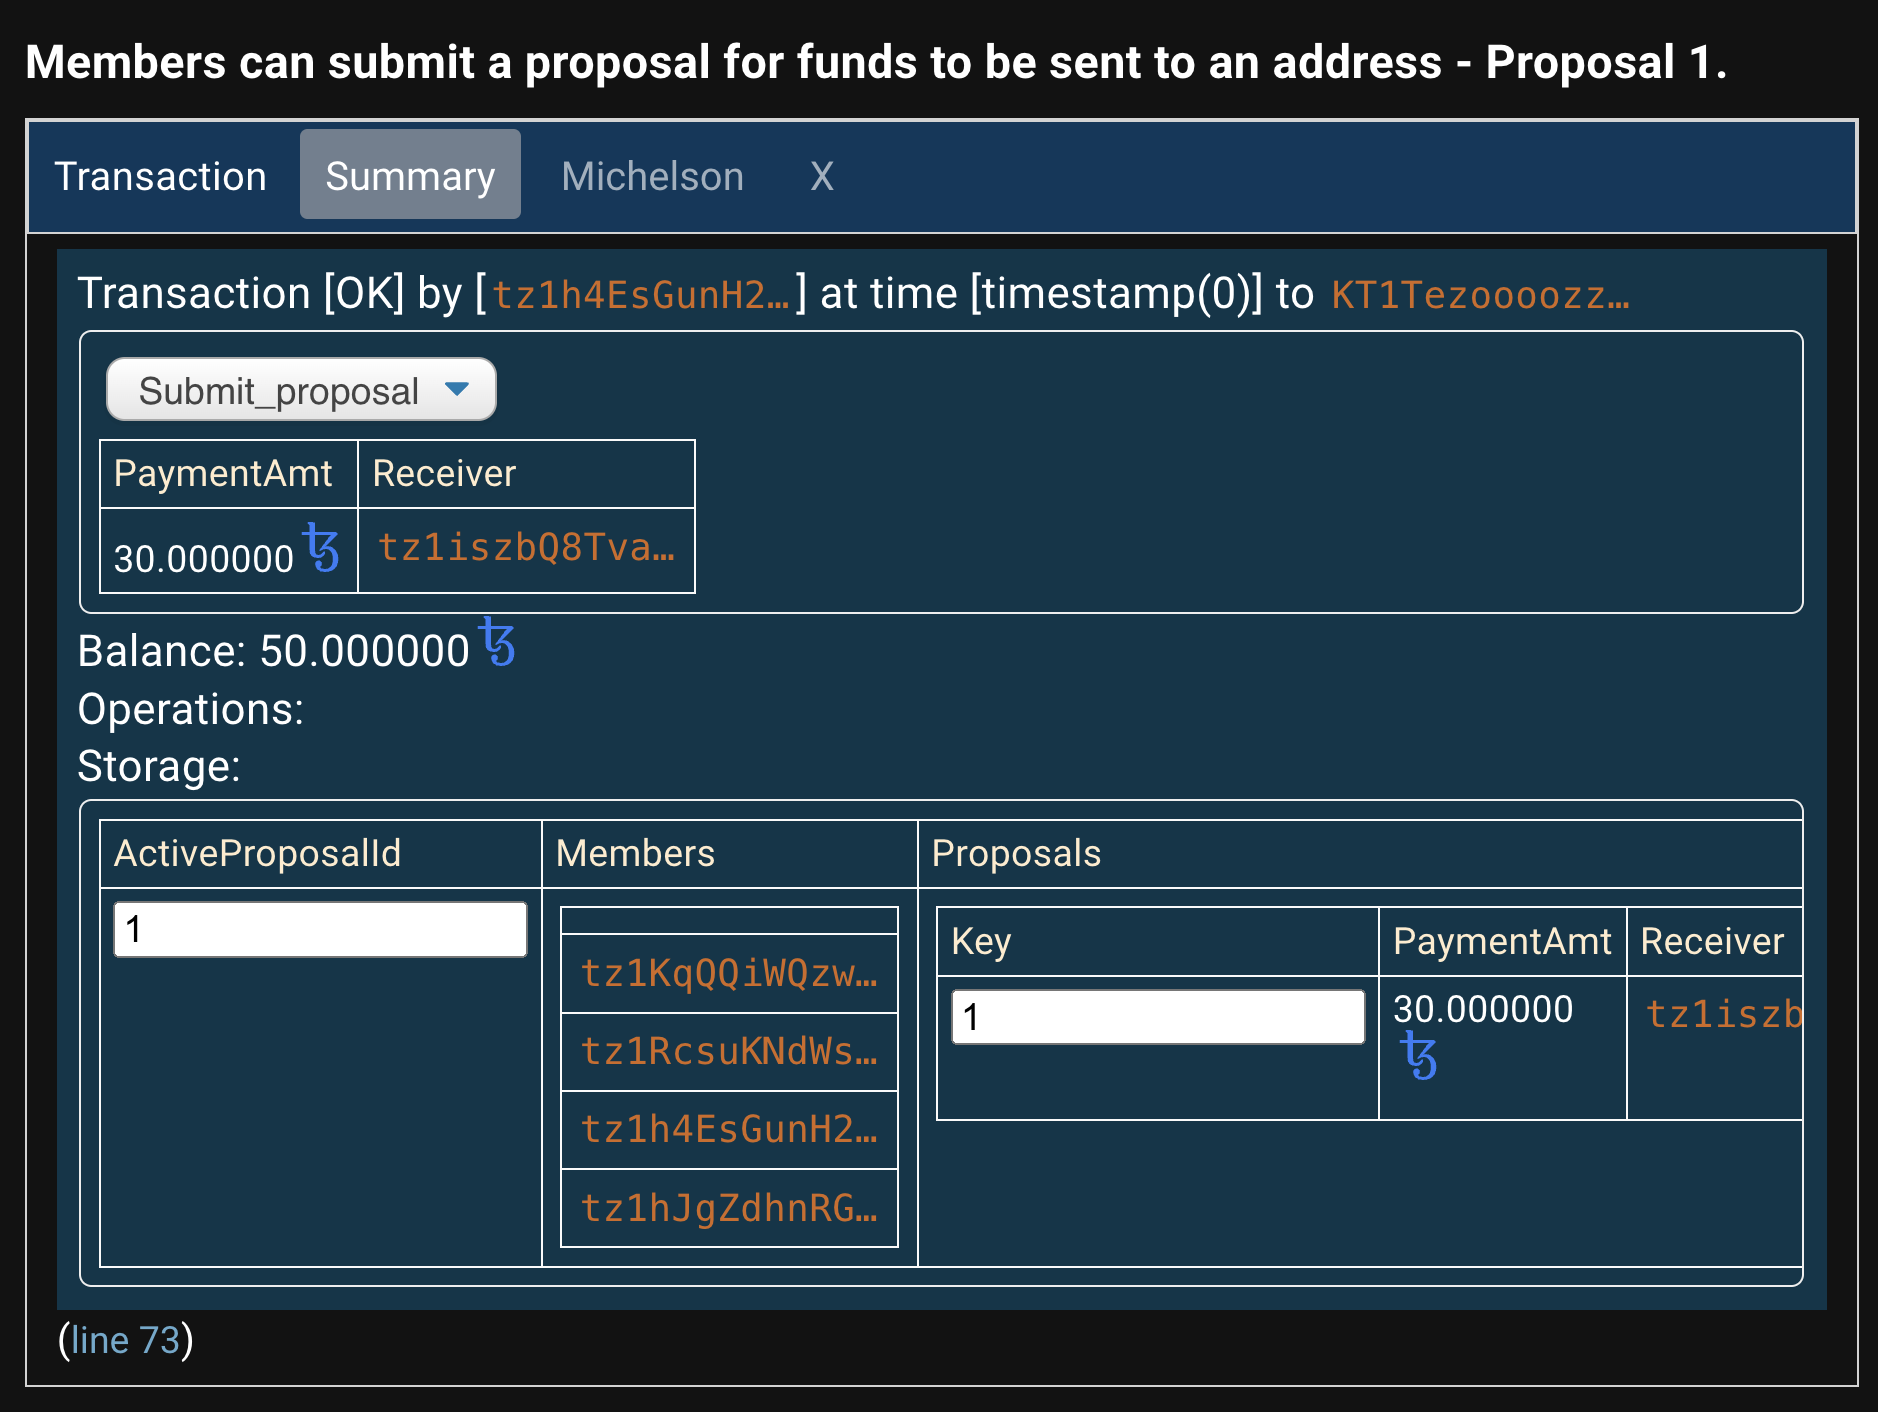 Members can submit a proposal for funds to be sent to an address - Proposal 1.
Transaction Summary Michelson X
Transaction [OK] by [tz1h4EsGunH2…] at time [timestamp(0)] to KT1Tezoooozz…
Submit_proposal
PaymentAmt Receiver
30.000000 ꜩ tz1iszbQ8Tva…
Balance: 50.000000 ꜩ
Operations:
Storage:
ActiveProposalId Members Proposals
1
Key PaymentAmt Receiver
tz1KqQQiWQzw…
1 30.000000 ꜩ tz1iszb
tz1RcsuKNdWs…
tz1h4EsGunH2…
tz1hJgZdhnRG…
(line 73)